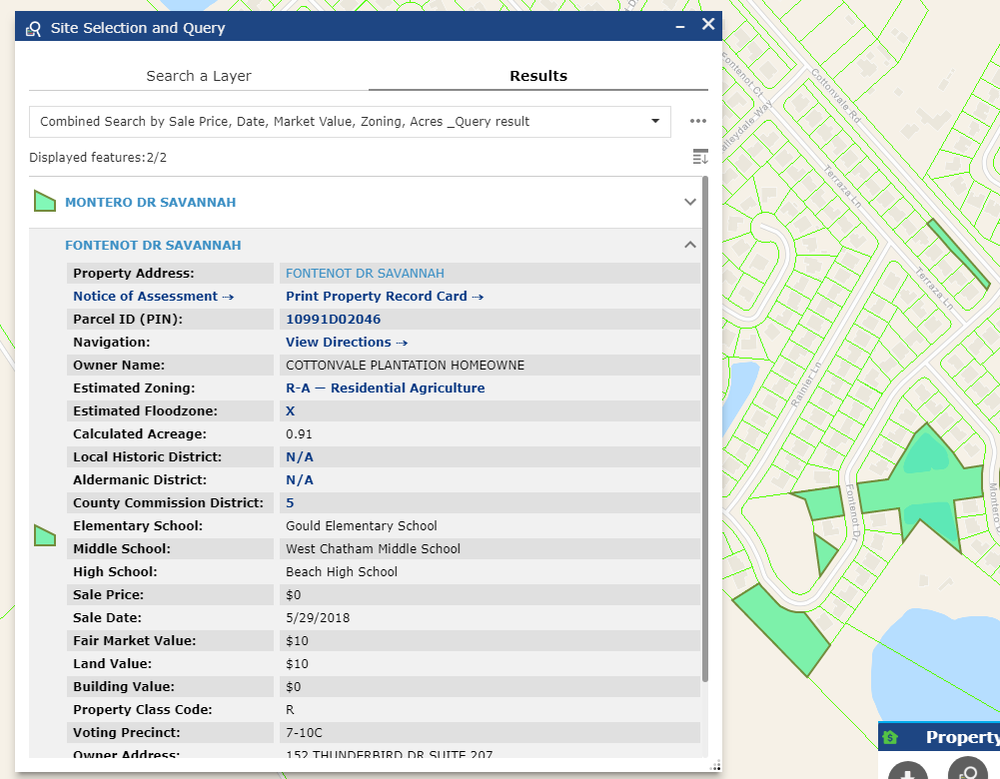 Site Selection and Query
Search a Layer
Results
Combined Search by Sale Price, Date, Market Value, Zoning, Acres _Query result
Displayed features:2/2
MONTERO DR SAVANNAH
FONTENOT DR SAVANNAH
Property Address: FONTENOT DR SAVANNAH
Notice of Assessment ⇢ Print Property Record Card ⇢
Parcel ID (PIN): 10991D02046
Navigation: View Directions ⇢
Owner Name: COTTONVALE PLANTATION HOMEOWNE
Estimated Zoning: R-A — Residential Agriculture
Estimated Floodzone: X
Calculated Acreage: 0.91
Local Historic District: N/A
Aldermanic District: N/A
County Commission District: 5
Elementary School: Gould Elementary School
Middle School: West Chatham Middle School
High School: Beach High School
Sale Price: $0
Sale Date: 5/29/2018
Fair Market Value: $10
Land Value: $10
Building Value: $0
Property Class Code: R
Voting Precinct: 7-10C
Owner Address: 152 THUNDERBIRD DR SUITE 207
Fontenot Ct
Cottonvale Rd
alleydale Way
Terraza Ln
Terraza Ln
Rainier Ln
Fontenot Dr
Montero D
Property